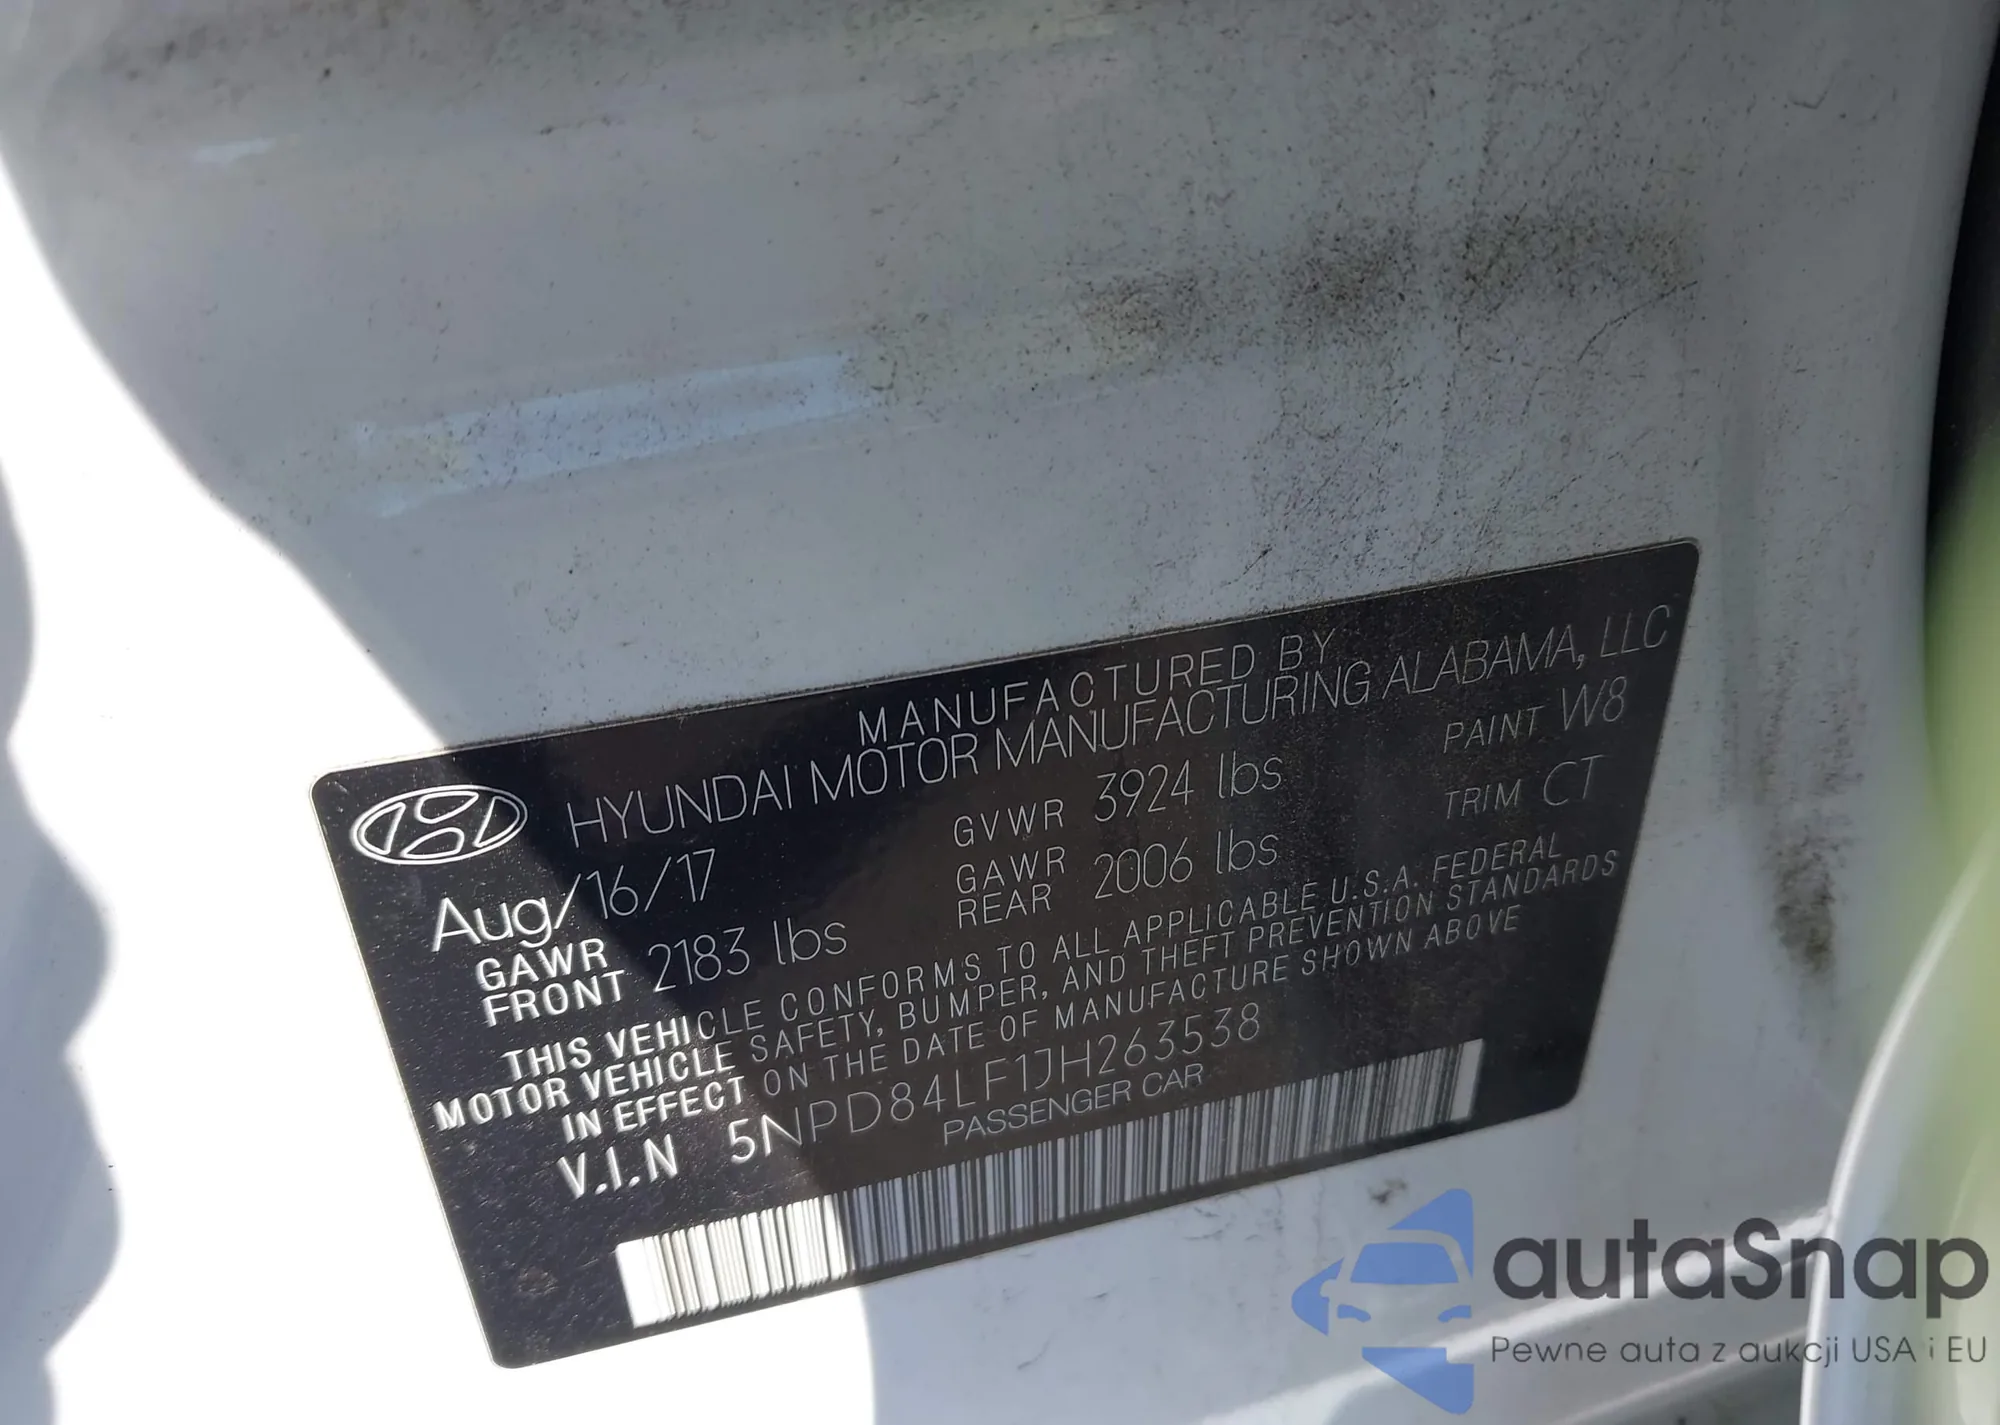 MANUFACTURED BY
HYUNDAI MOTOR MANUFACTURING ALABAMA, LLC
Aug/16/17 GVWR 3924 lbs PAINT W8
GAWR FRONT 2183 lbs GAWR REAR 2006 lbs TRIM CT
THIS VEHICLE CONFORMS TO ALL APPLICABLE U.S.A. FEDERAL
MOTOR VEHICLE SAFETY, BUMPER, AND THEFT PREVENTION STANDARDS
IN EFFECT ON THE DATE OF MANUFACTURE SHOWN ABOVE
V.I.N 5NPD84LF1JH263538
PASSENGER CAR
autaSnap
Pewne auta z aukcji USA i EU